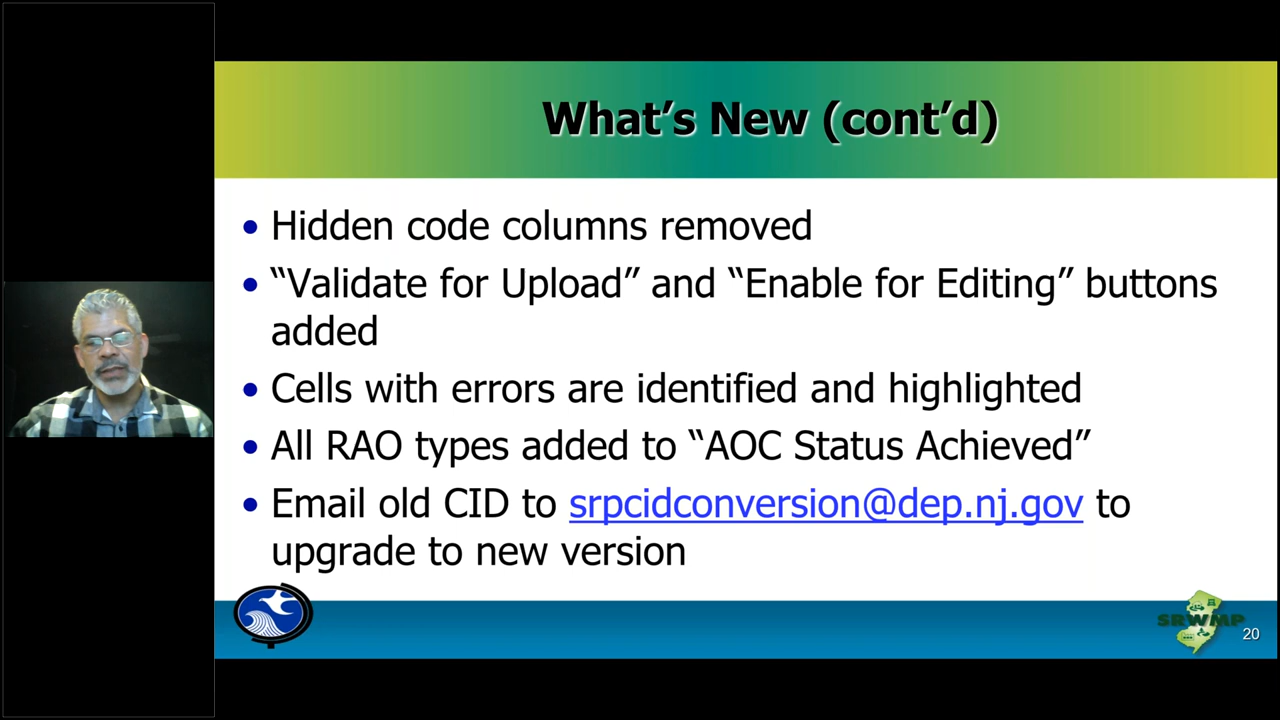 What’s New (cont’d)
• Hidden code columns removed
• “Validate for Upload” and “Enable for Editing” buttons
added
• Cells with errors are identified and highlighted
• All RAO types added to “AOC Status Achieved”
• Email old CID to srpcidconversion@dep.nj.gov to
upgrade to new version
SRWMP
20